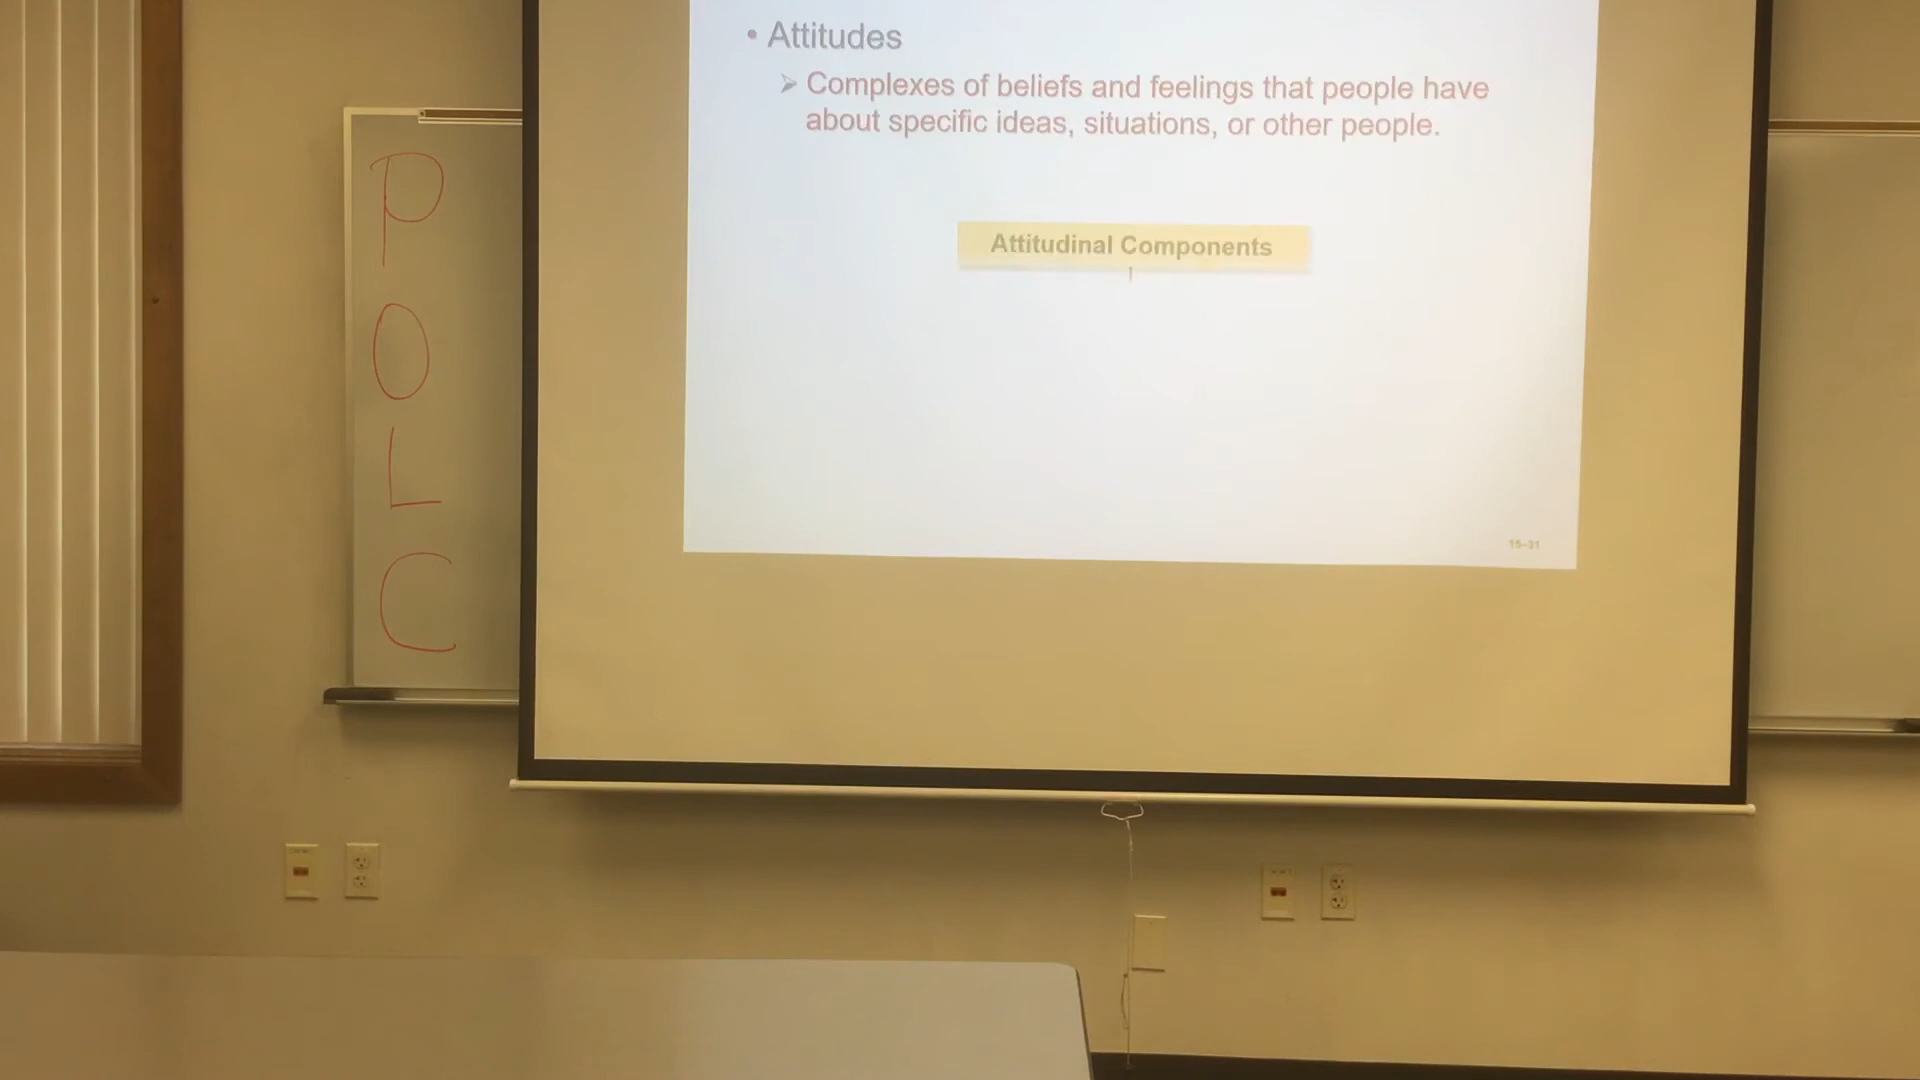 • Attitudes
➢ Complexes of beliefs and feelings that people have
about specific ideas, situations, or other people.
Attitudinal Components
15–31
P
O
L
C